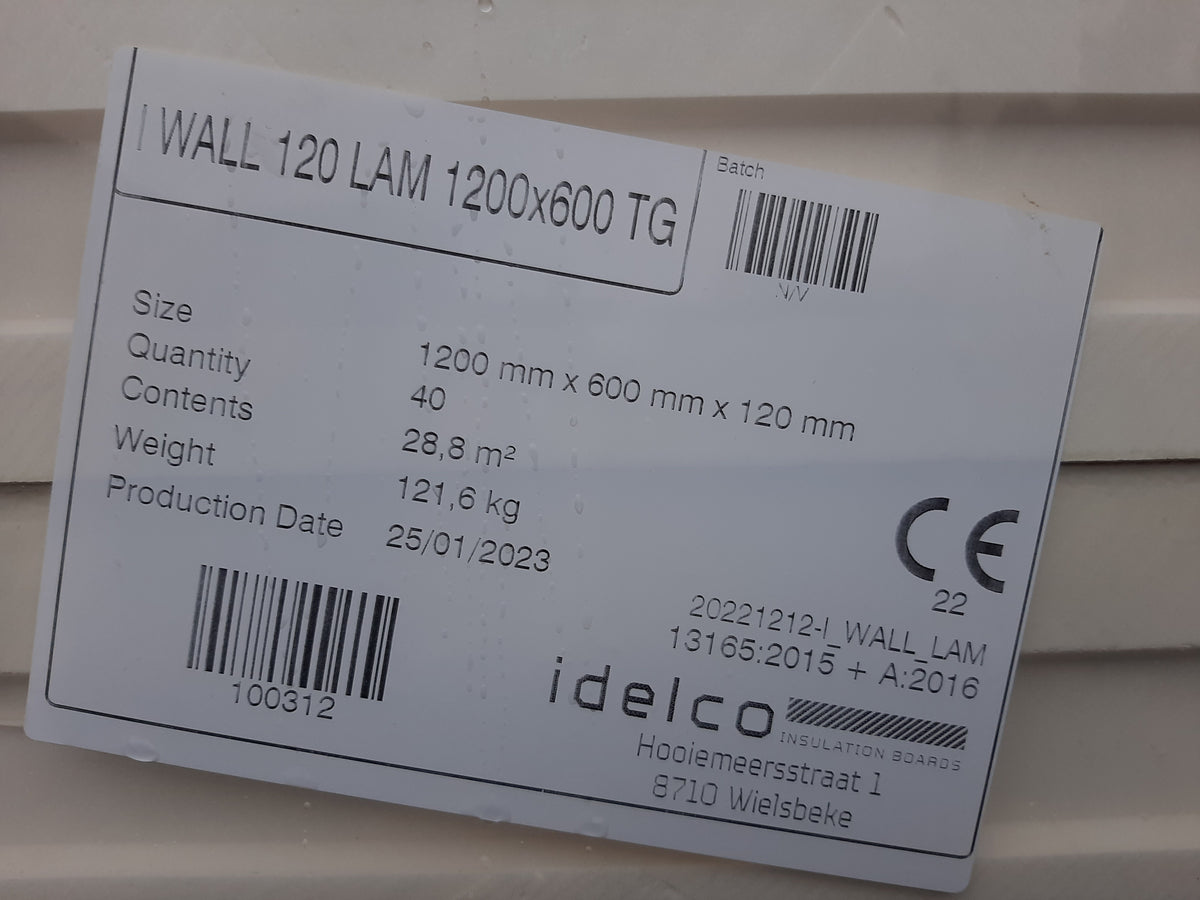 I WALL 120 LAM 1200x600 TG
Batch
N/V
Size 1200 mm x 600 mm x 120 mm
Quantity 40
Contents 28,8 m²
Weight 121,6 kg
Production Date 25/01/2023
CE
22
20221212-I_WALL_LAM
13165:2015 + A:2016
100312
idelco
INSULATION BOARDS
Hooiemeersstraat 1
8710 Wielsbeke